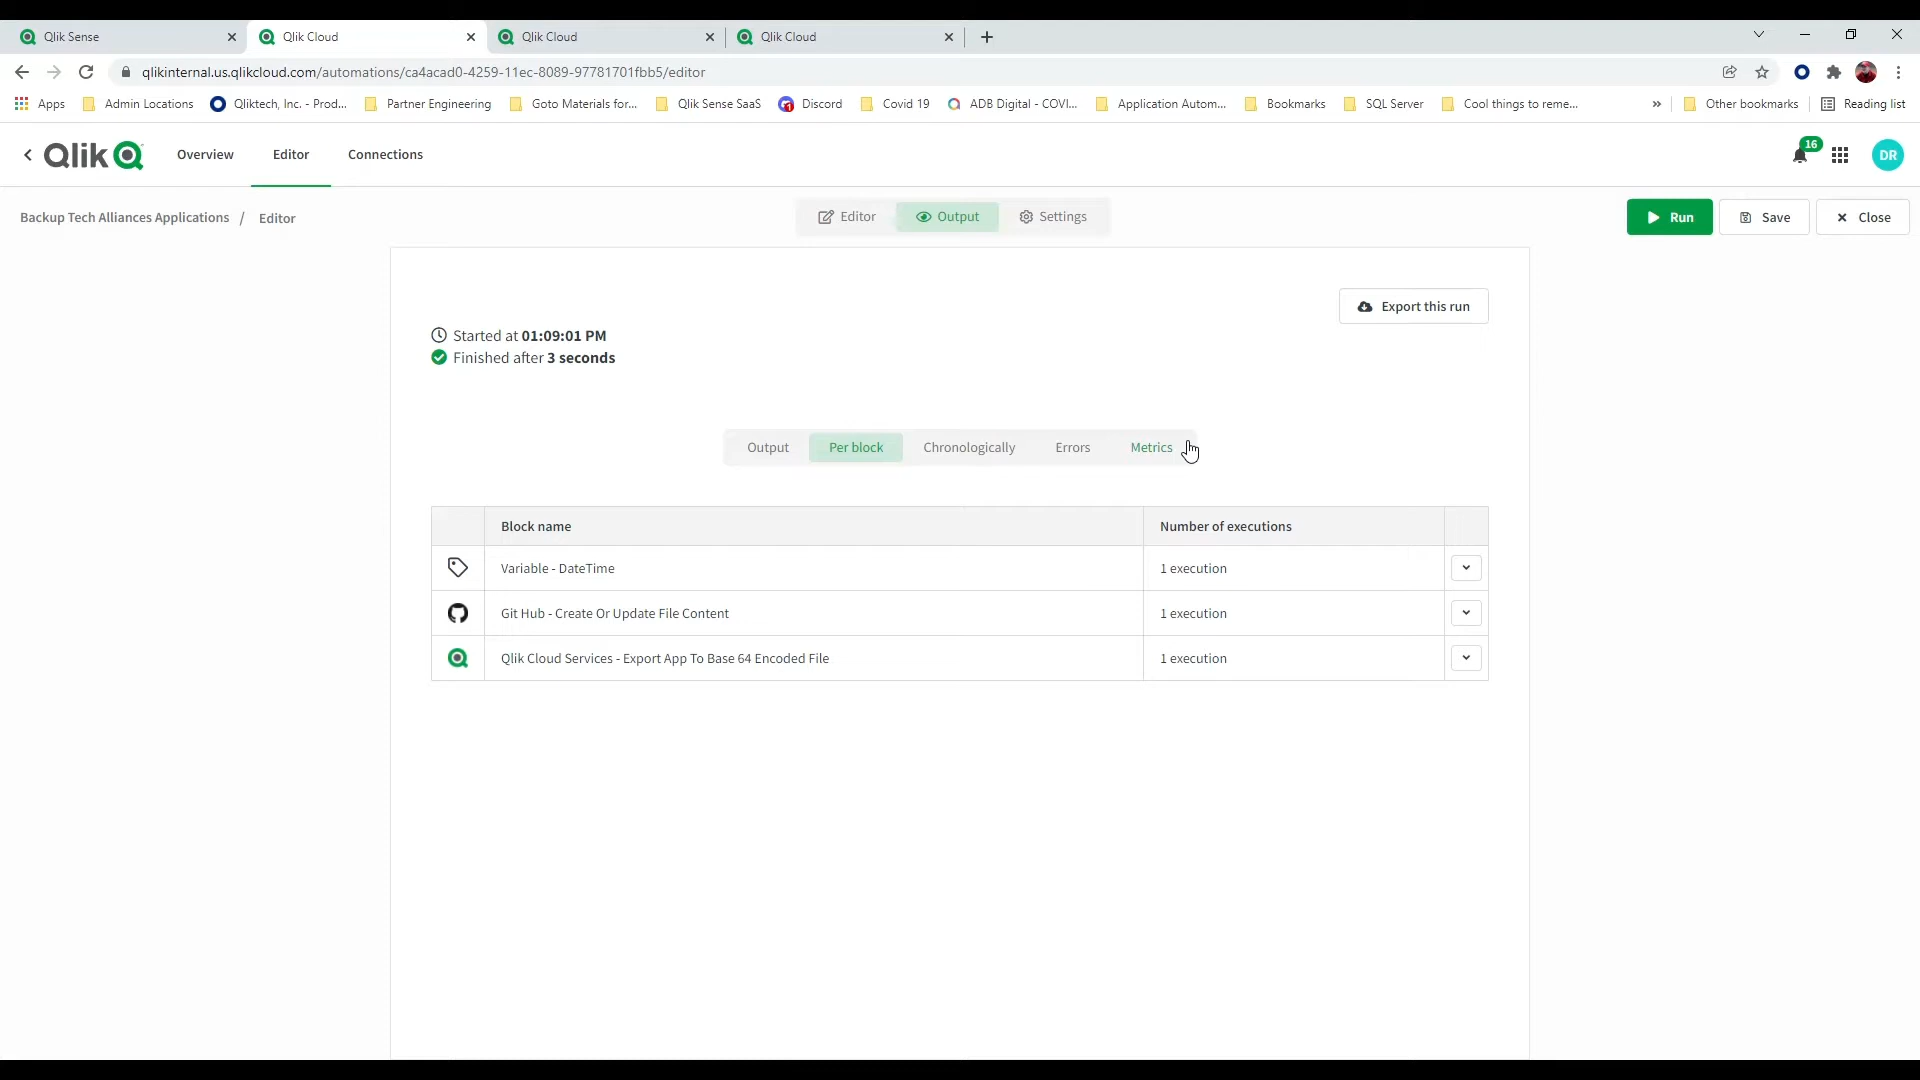 Qlik Sense
Qlik Cloud
Qlik Cloud
Qlik Cloud
qlikinternal.us.qlikcloud.com/automations/ca4acad0-4259-11ec-8089-97781701fbb5/editor
Apps
Admin Locations
Qliktech, Inc. - Prod...
Partner Engineering
Goto Materials for...
Qlik Sense SaaS
1
Discord
Covid 19
ADB Digital - COVI...
Application Autom...
Bookmarks
SQL Server
Cool things to reme...
»
Other bookmarks
Reading list
Qlik
Overview
Editor
Connections
16
DR
Backup Tech Alliances Applications / Editor
Editor
Output
Settings
Run
Save
Close
Export this run
Started at 01:09:01 PM
Finished after 3 seconds
Output
Per block
Chronologically
Errors
Metrics
Block name
Number of executions
Variable - DateTime
1 execution
Git Hub - Create Or Update File Content
1 execution
Qlik Cloud Services - Export App To Base 64 Encoded File
1 execution